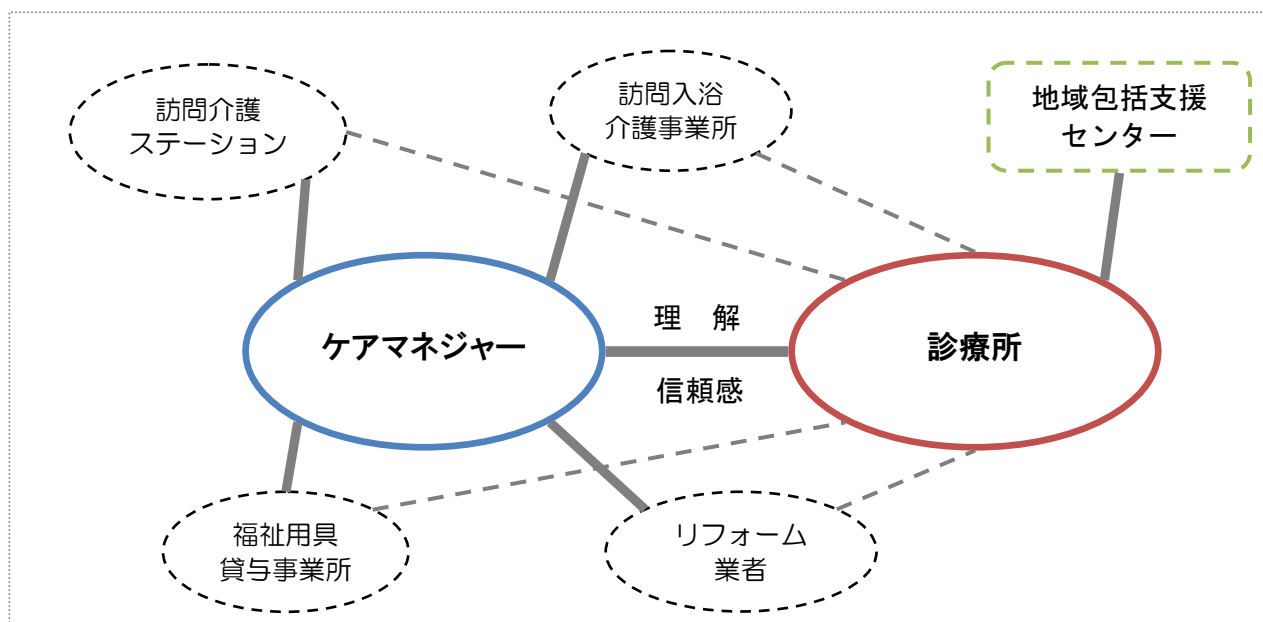 訪問介護
ステーション
訪問入浴
介護事業所
地域包括支援
センター
ケアマネジャー
理　解
信頼感
診療所
福祉用具
貸与事業所
リフォーム
業者